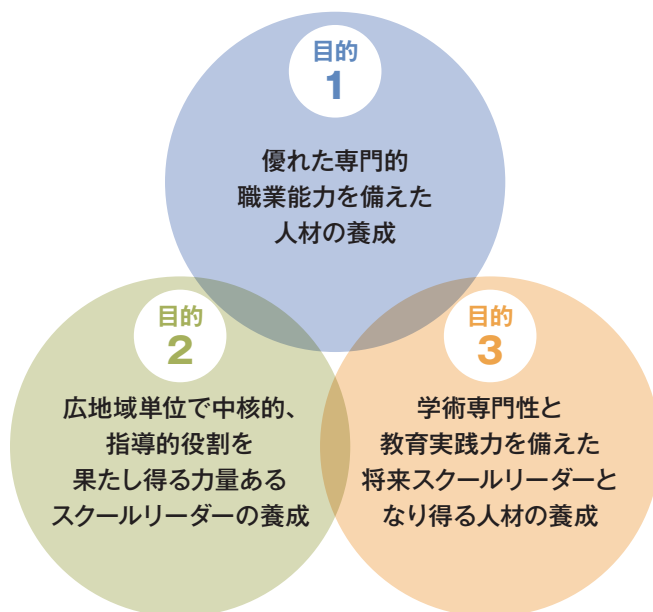 目的
1
優れた専門的
職業能力を備えた
人材の養成
目的
2
広地域単位で中核的、
指導的役割を
果たし得る力量ある
スクールリーダーの養成
目的
3
学術専門性と
教育実践力を備えた
将来スクールリーダーと
なり得る人材の養成